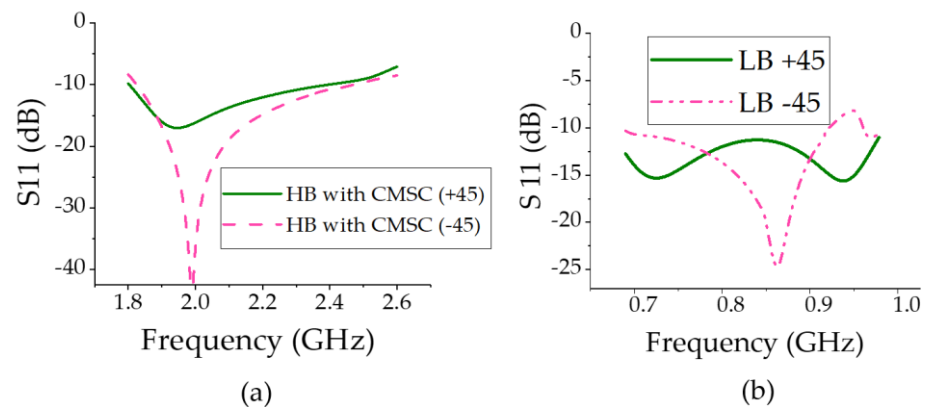 0
-10
-20
-30
-40
S11 (dB)
HB with CMSC (+45)
HB with CMSC (-45)
1.8 2.0 2.2 2.4 2.6
Frequency (GHz)
(a)
0
-5
-10
-15
-20
-25
S 11 (dB)
LB +45
LB -45
0.7 0.8 0.9 1.0
Frequency (GHz)
(b)